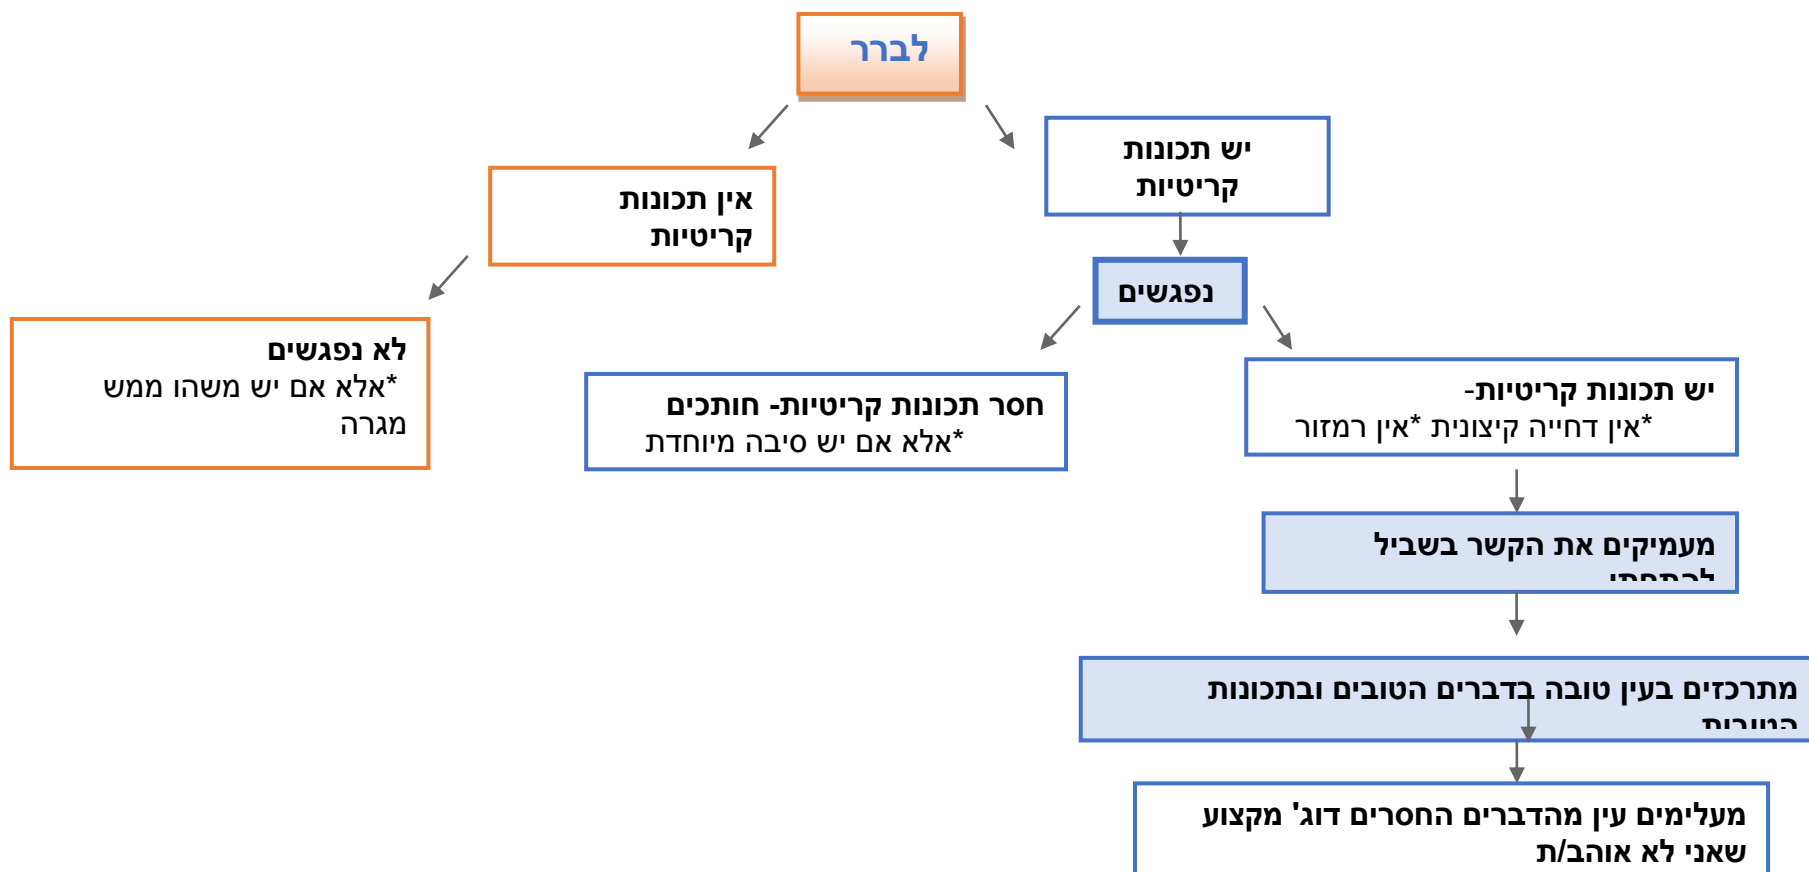 לברר
יש תכונות
קריטיות
אין תכונות
קריטיות
נפגשים
לא נפגשים
*אלא אם יש משהו ממש
מגרה
חסר תכונות קריטיות- חותכים
*אלא אם יש סיבה מיוחדת
יש תכונות קריטיות-
*אין דחייה קיצונית *אין רמזור
מעמיקים את הקשר בשביל
מתרכזים בעין טובה בדברים הטובים ובתכונות
הטובות
מעלימים עין מהדברים החסרים דוג' מקצוע
שאני לא אוהב/ת